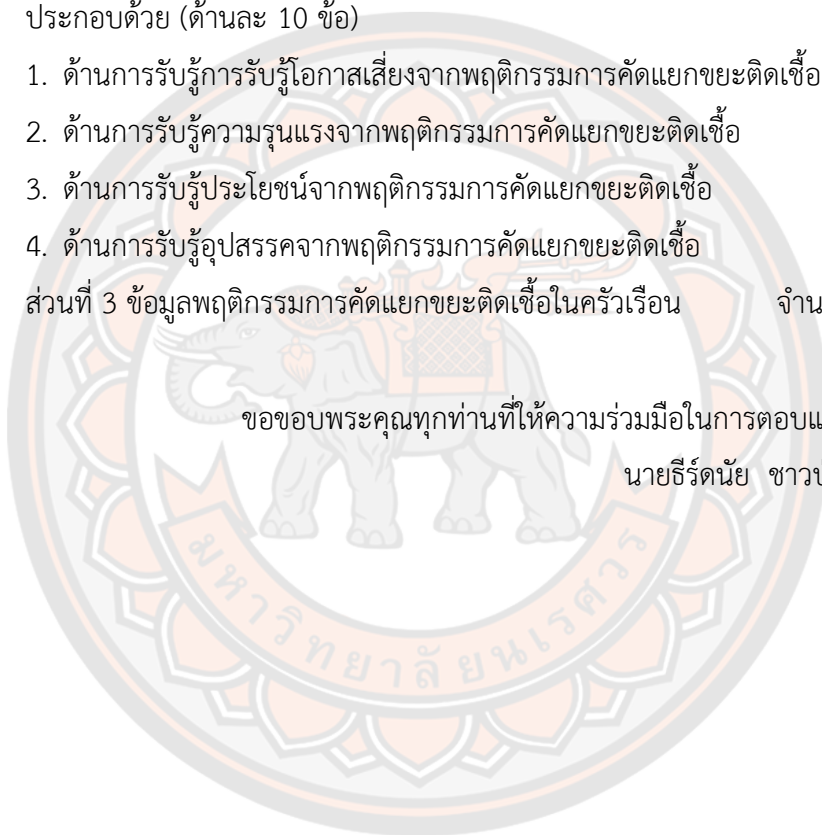 ประกอบด้วย (ด้านละ 10 ข้อ)
1. ด้านการรับรู้การรับรู้โอกาสเสี่ยงจากพฤติกรรมการคัดแยกขยะติดเชื้อ
2. ด้านการรับรู้ความรุนแรงจากพฤติกรรมการคัดแยกขยะติดเชื้อ
3. ด้านการรับรู้ประโยชน์จากพฤติกรรมการคัดแยกขยะติดเชื้อ
4. ด้านการรับรู้อุปสรรคจากพฤติกรรมการคัดแยกขยะติดเชื้อ
ส่วนที่ 3 ข้อมูลพฤติกรรมการคัดแยกขยะติดเชื้อในครัวเรือน
ขอขอบพระคุณทุกท่านที่ให้ความร่วมมือในการตอบ
นายธีร์ดนัย
มหาวิทยาลัยนเรศวร